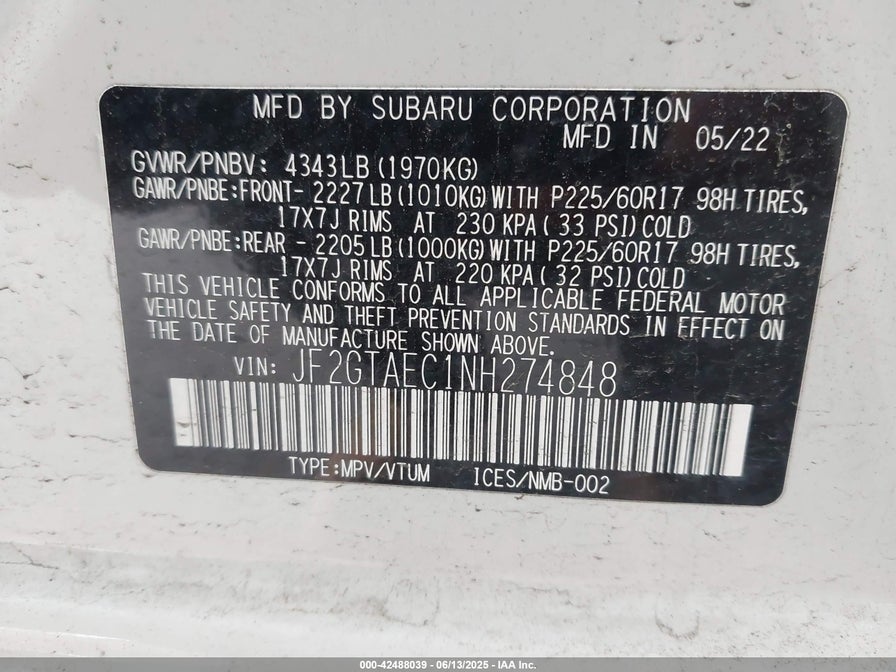 MFD BY SUBARU CORPORATION
MFD IN 05/22
GVWR/PNBV: 4343LB (1970KG)
GAWR/PNBE:FRONT- 2227LB (1010KG) WITH P225/60R17 98H TIRES,
17X7J RIMS AT 230 KPA ( 33 PSI) COLD
GAWR/PNBE:REAR - 2205LB (1000KG) WITH P225/60R17 98H TIRES,
17X7J RIMS AT 220 KPA ( 32 PSI) COLD
THIS VEHICLE CONFORMS TO ALL APPLICABLE FEDERAL MOTOR
VEHICLE SAFETY AND THEFT PREVENTION STANDARDS IN EFFECT ON
THE DATE OF MANUFACTURE SHOWN ABOVE.
VIN: JF2GTAEC1NH274848
TYPE:MPV/VTUM ICES/NMB-002
000-42488039 - 06/13/2025 - IAA Inc.